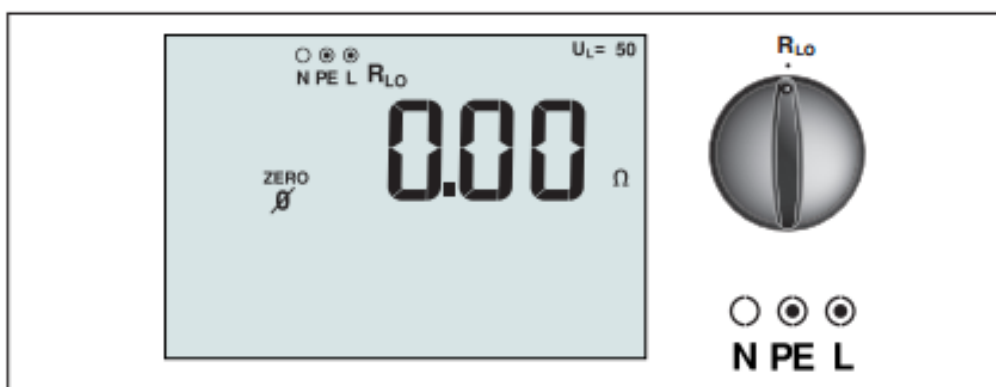 U_L= 50
N PE L R_LO
0.00 Ω
ZERO
Ø
R_LO
N PE L